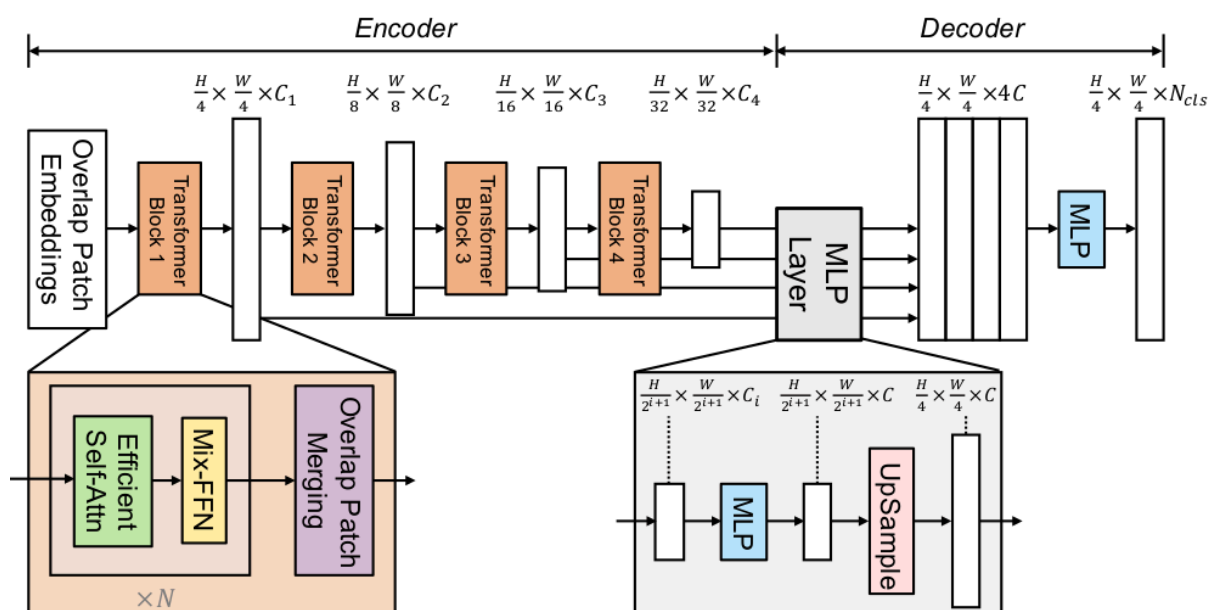 Encoder
Decoder
H/4 × W/4 × C₁
H/8 × W/8 × C₂
H/16 × W/16 × C₃
H/32 × W/32 × C₄
H/4 × W/4 × 4C
H/4 × W/4 × N_cls
Overlap Patch
Embeddings
Transformer
Block 1
Transformer
Block 2
Transformer
Block 3
Transformer
Block 4
MLP
Layer
MLP
Efficient
Self-Attn
Mix-FFN
×N
Overlap Patch
Merging
H/2^{i+1} × W/2^{i+1} × C_i
H/2^{i+1} × W/2^{i+1} × C
H/4 × W/4 × C
MLP
UpSample